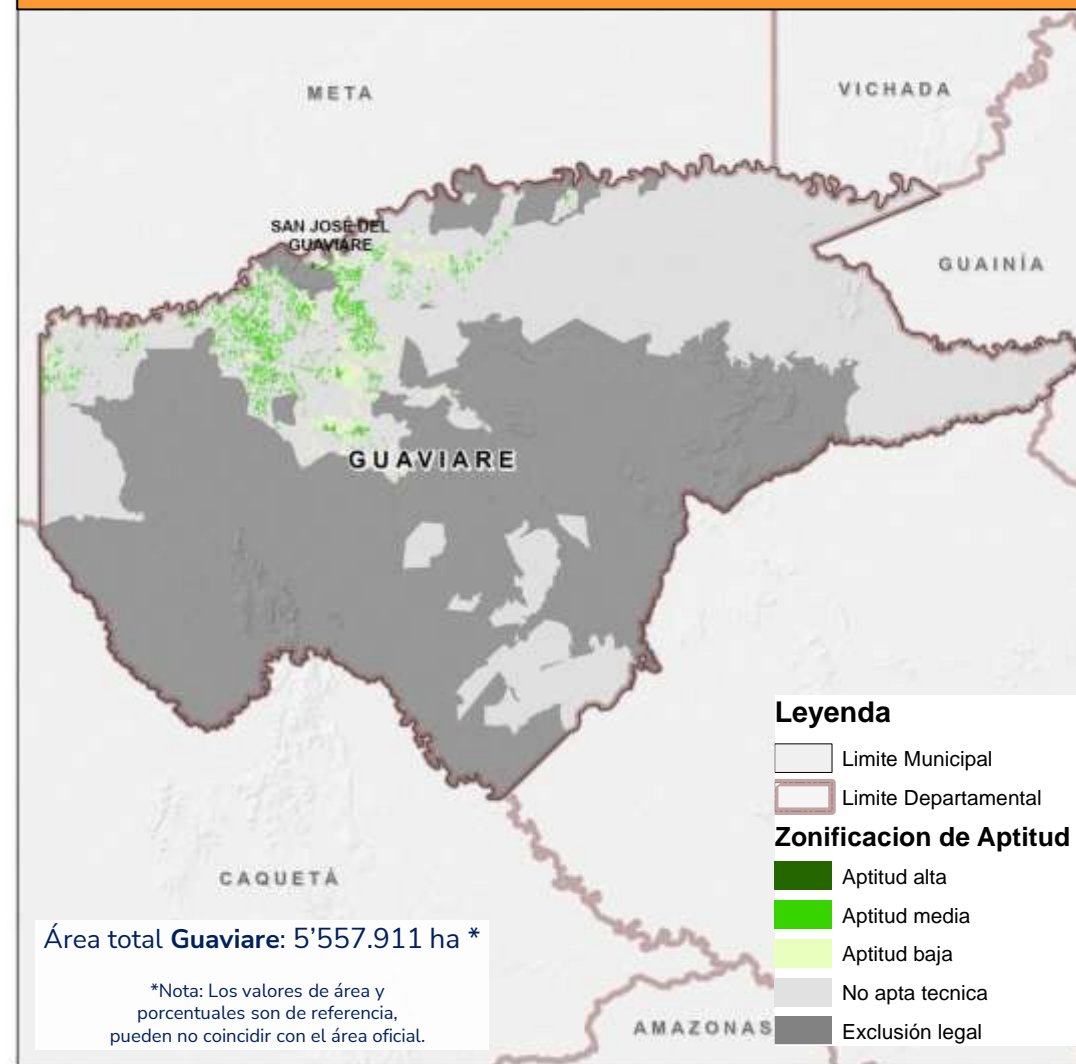 META
VICHADA
SAN JOSÉ DEL
GUAVIARE
GUAINÍA
GUAVIARE
Leyenda
Limite Municipal
Limite Departamental
Zonificacion de Aptitud
Aptitud alta
Aptitud media
Aptitud baja
No apta tecnica
Exclusión legal
CAQUETÁ
Área total Guaviare: 5'557.911 ha *
*Nota: Los valores de área y
porcentuales son de referencia,
pueden no coincidir con el área oficial.
AMAZONAS